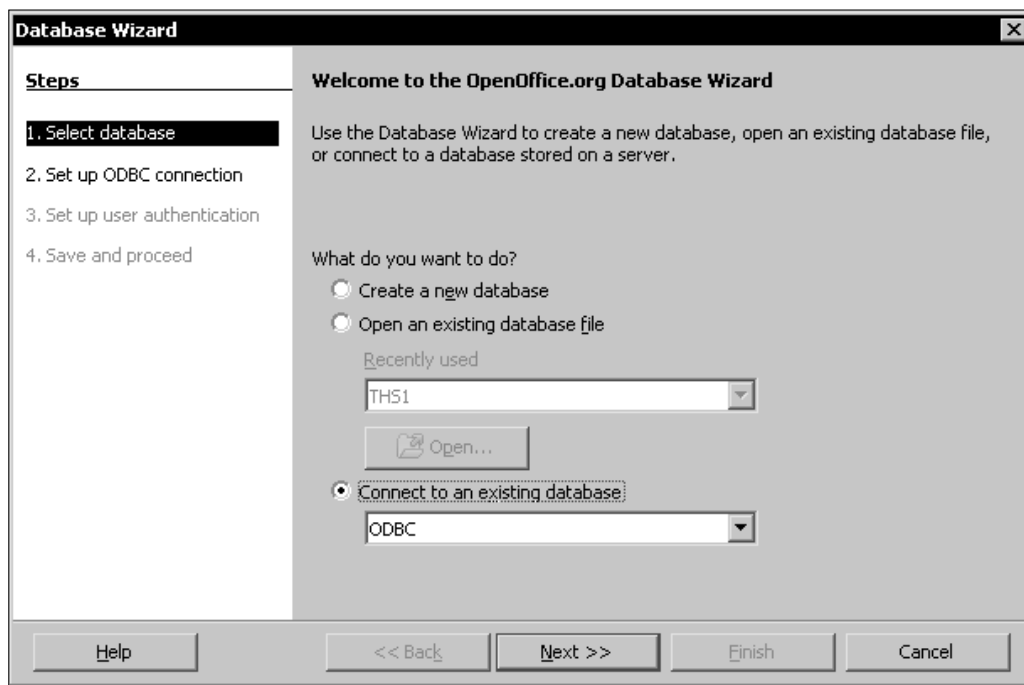 Database Wizard
Steps
1. Select database
2. Set up ODBC connection
3. Set up user authentication
4. Save and proceed
Welcome to the OpenOffice.org Database Wizard
Use the Database Wizard to create a new database, open an existing database file,
or connect to a database stored on a server.
What do you want to do?
Create a new database
Open an existing database file
Recently used
THS1
Open...
Connect to an existing database
ODBC
Help
<< Back
Next >>
Finish
Cancel